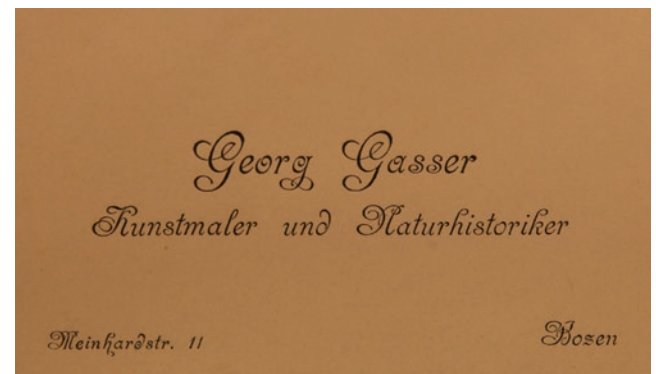 Georg Gasser
Kunstmaler und Naturhistoriker
Meinhardstr. 11
Bozen